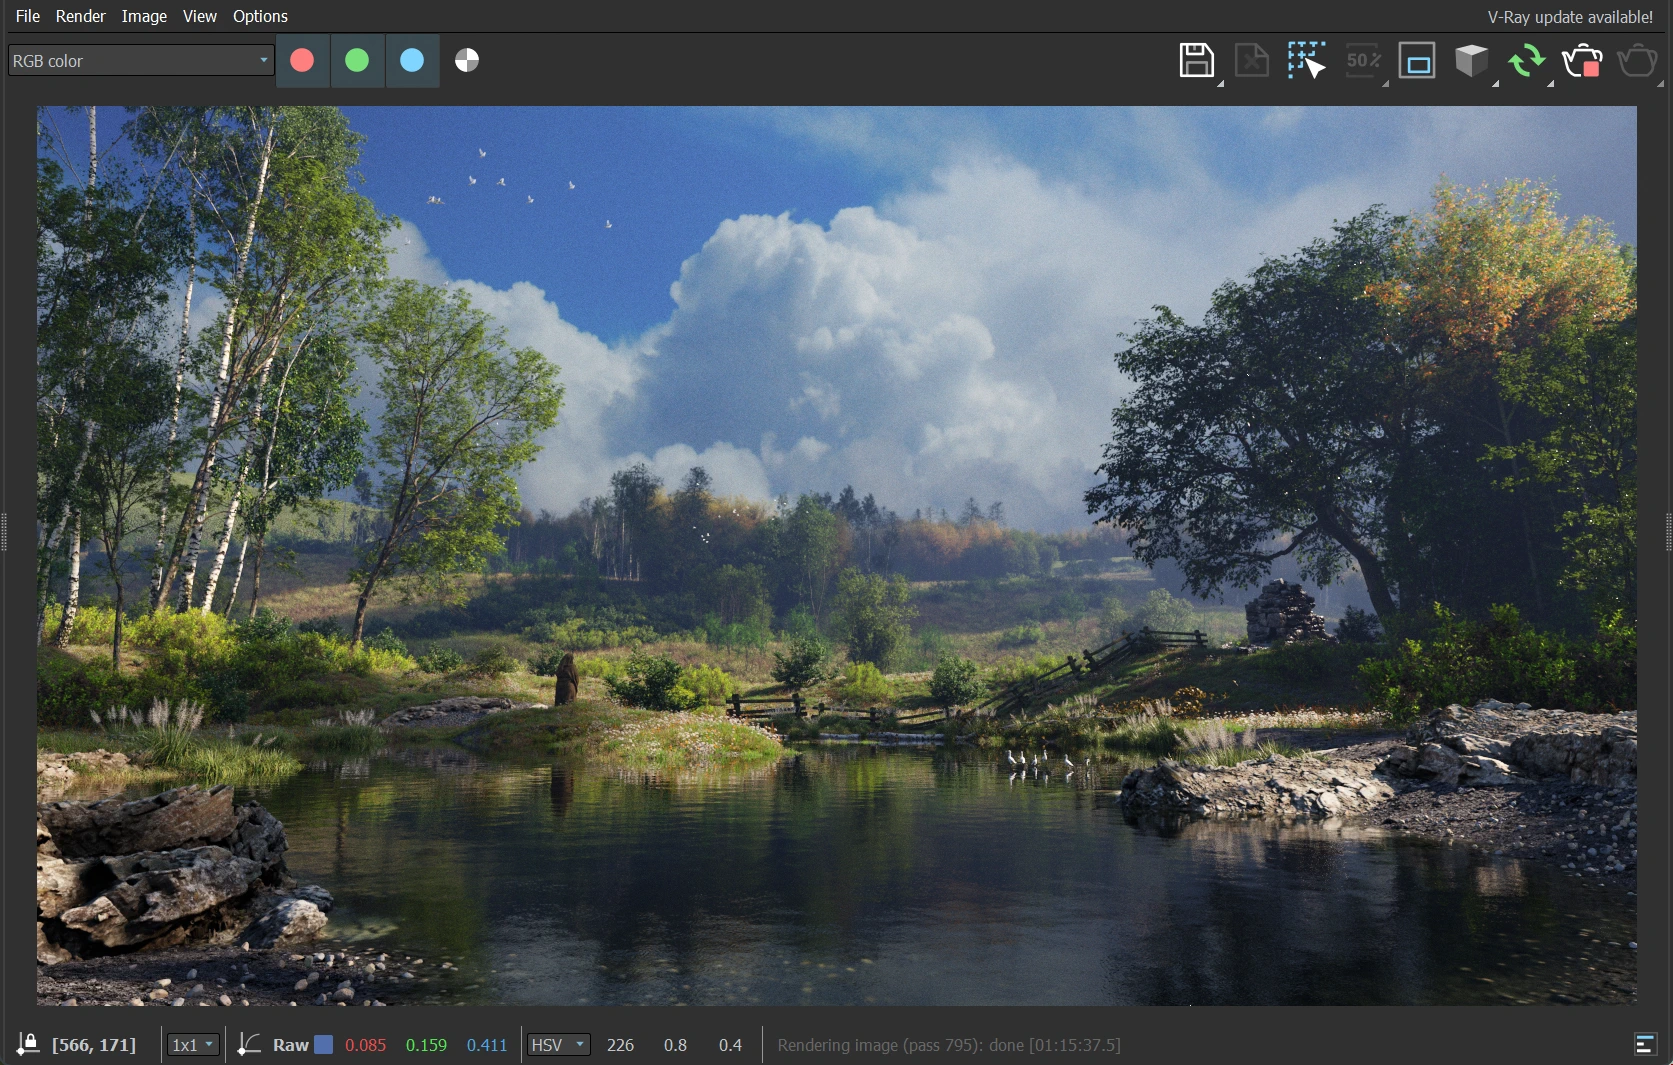 File Render Image View Options V-Ray update available!
RGB color 50%
[566, 171] 1x1 Raw 0.085 0.159 0.411 HSV 226 0.8 0.4 Rendering image (pass 795): done [01:15:37.5]